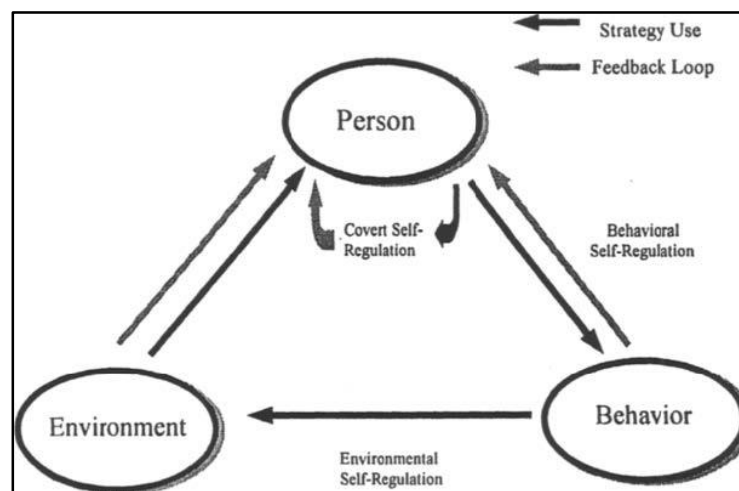 Strategy Use
Feedback Loop
Person
Covert Self-
Regulation
Behavioral
Self-Regulation
Environment
Behavior
Environmental
Self-Regulation